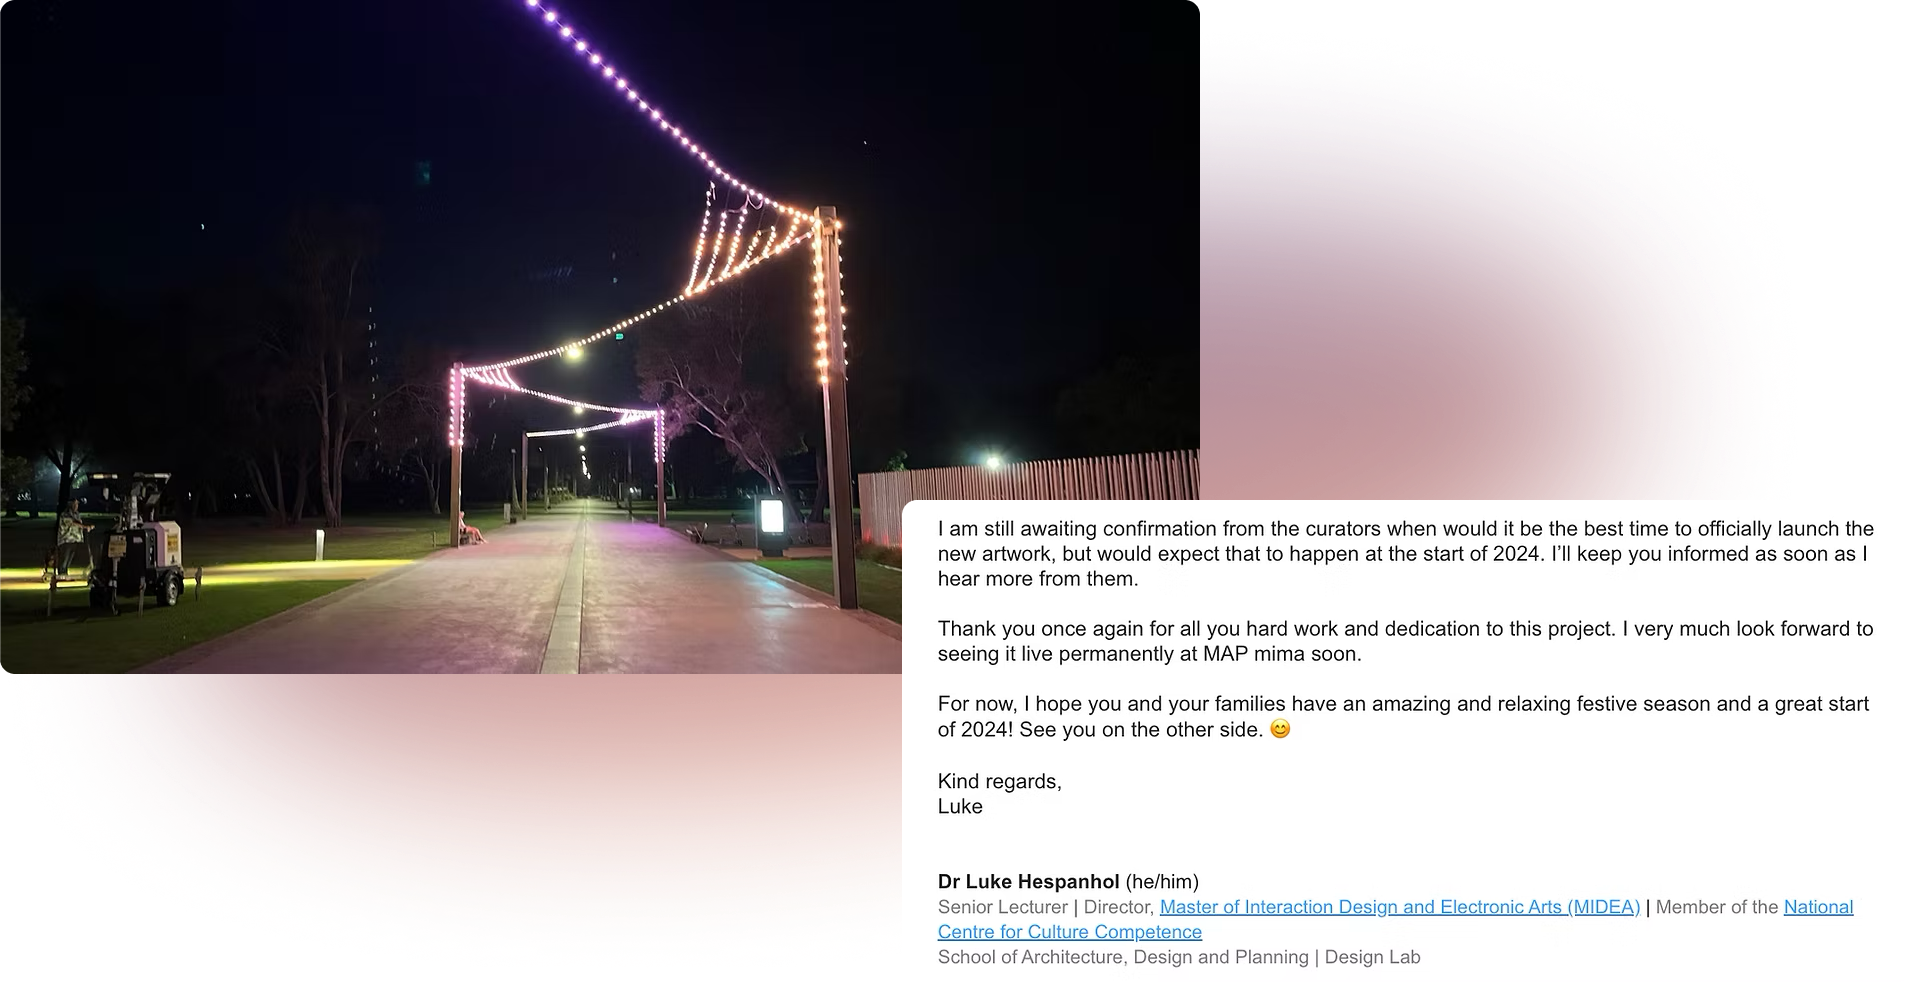 I am still awaiting confirmation from the curators when would it be the best time to officially launch the
new artwork, but would expect that to happen at the start of 2024. I’ll keep you informed as soon as I
hear more from them.
Thank you once again for all you hard work and dedication to this project. I very much look forward to
seeing it live permanently at MAP mima soon.
For now, I hope you and your families have an amazing and relaxing festive season and a great start
of 2024! See you on the other side. 😊
Kind regards,
Luke
Dr Luke Hespanhol (he/him)
Senior Lecturer | Director, Master of Interaction Design and Electronic Arts (MIDEA) | Member of the National
Centre for Culture Competence
School of Architecture, Design and Planning | Design Lab